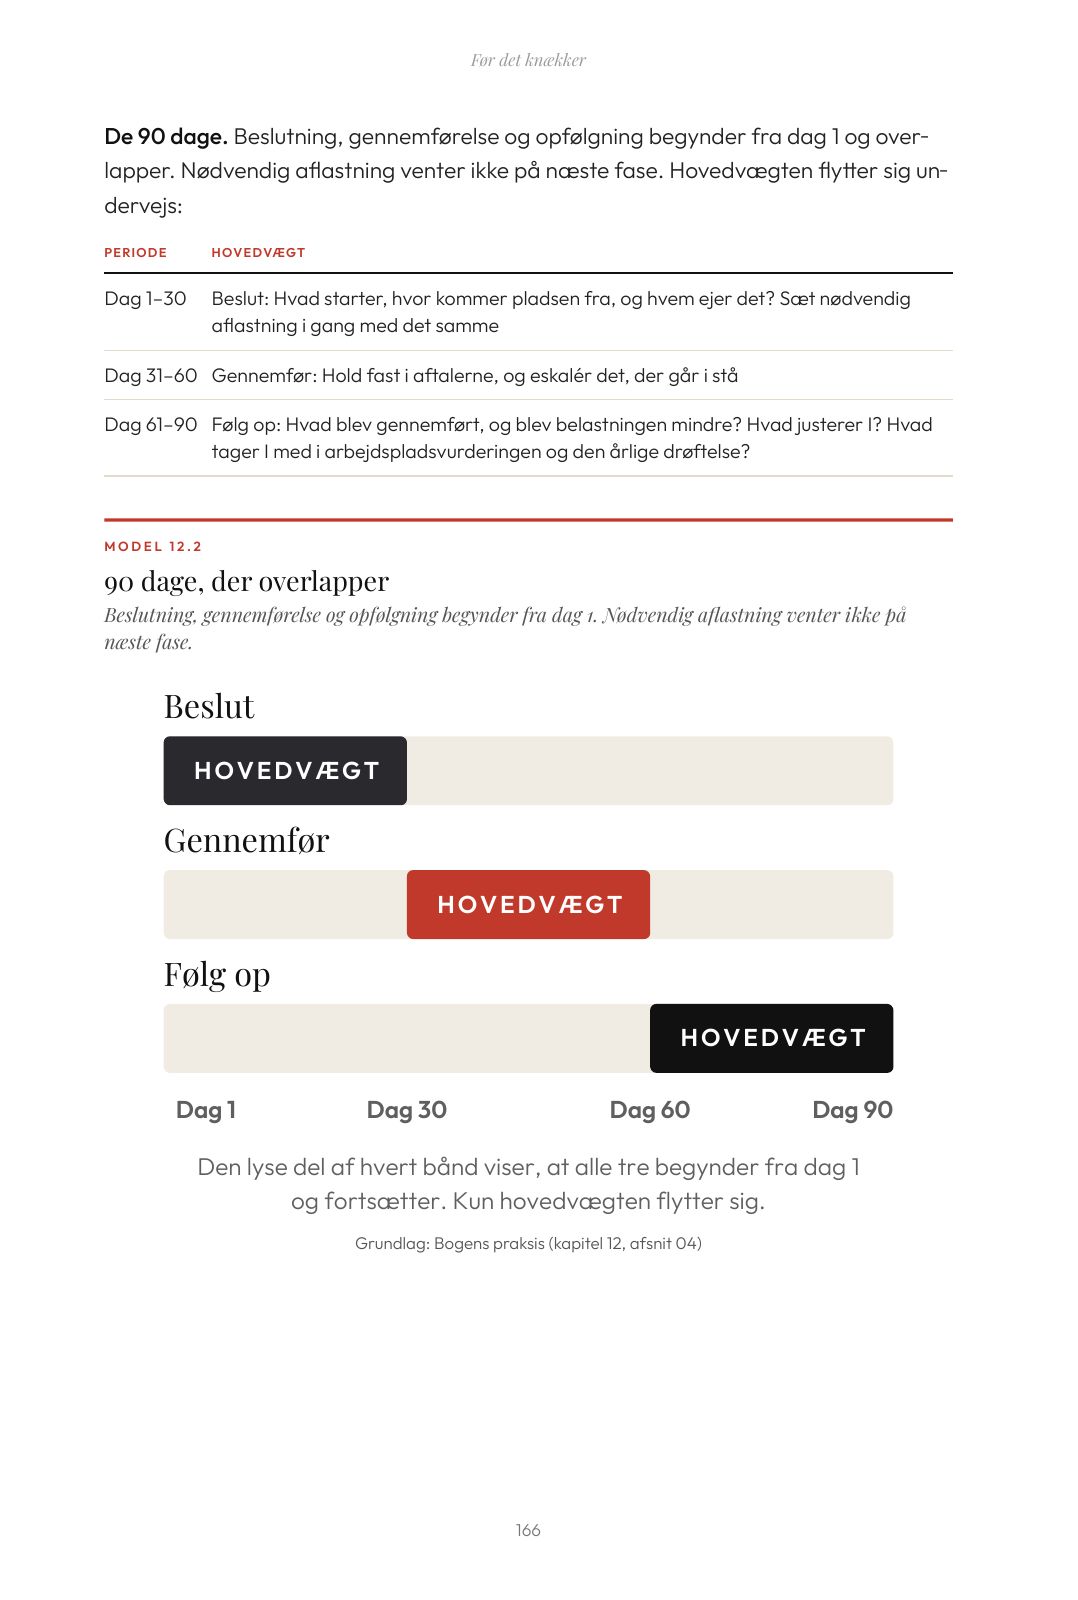 Før det knækker
De 90 dage. Beslutning, gennemførelse og opfølgning begynder fra dag 1 og over-
lapper. Nødvendig aflastning venter ikke på næste fase. Hovedvægten flytter sig un-
dervejs:
PERIODE HOVEDVÆGT
Dag 1–30 Beslut: Hvad starter, hvor kommer pladsen fra, og hvem ejer det? Sæt nødvendig
aflastning i gang med det samme
Dag 31–60 Gennemfør: Hold fast i aftalerne, og eskalér det, der går i stå
Dag 61–90 Følg op: Hvad blev gennemført, og blev belastningen mindre? Hvad justerer I? Hvad
tager I med i arbejdspladsvurderingen og den årlige drøftelse?
MODEL 12.2
90 dage, der overlapper
Beslutning, gennemførelse og opfølgning begynder fra dag 1. Nødvendig aflastning venter ikke på
næste fase.
Beslut
HOVEDVÆGT
Gennemfør
HOVEDVÆGT
Følg op
HOVEDVÆGT
Dag 1 Dag 30 Dag 60 Dag 90
Den lyse del af hvert bånd viser, at alle tre begynder fra dag 1
og fortsætter. Kun hovedvægten flytter sig.
Grundlag: Bogens praksis (kapitel 12, afsnit 04)
166